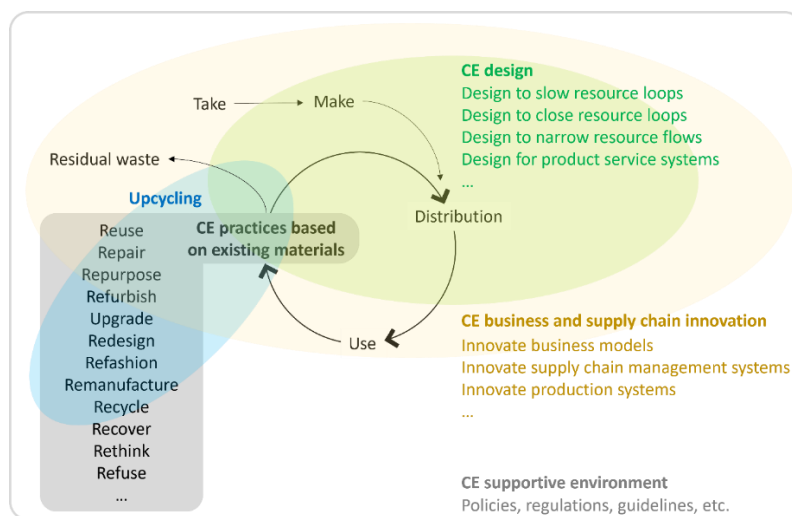 CE design
Design to slow resource loops
Design to close resource loops
Design to narrow resource flows
Design for product service systems
...
Take
Make
Residual waste
Upcycling
Distribution
CE practices based
on existing materials
Reuse
Repair
Repurpose
Refurbish
Upgrade
Redesign
Refashion
Remanufacture
Recycle
Recover
Rethink
Refuse
...
Use
CE business and supply chain innovation
Innovate business models
Innovate supply chain management systems
Innovate production systems
...
CE supportive environment
Policies, regulations, guidelines, etc.